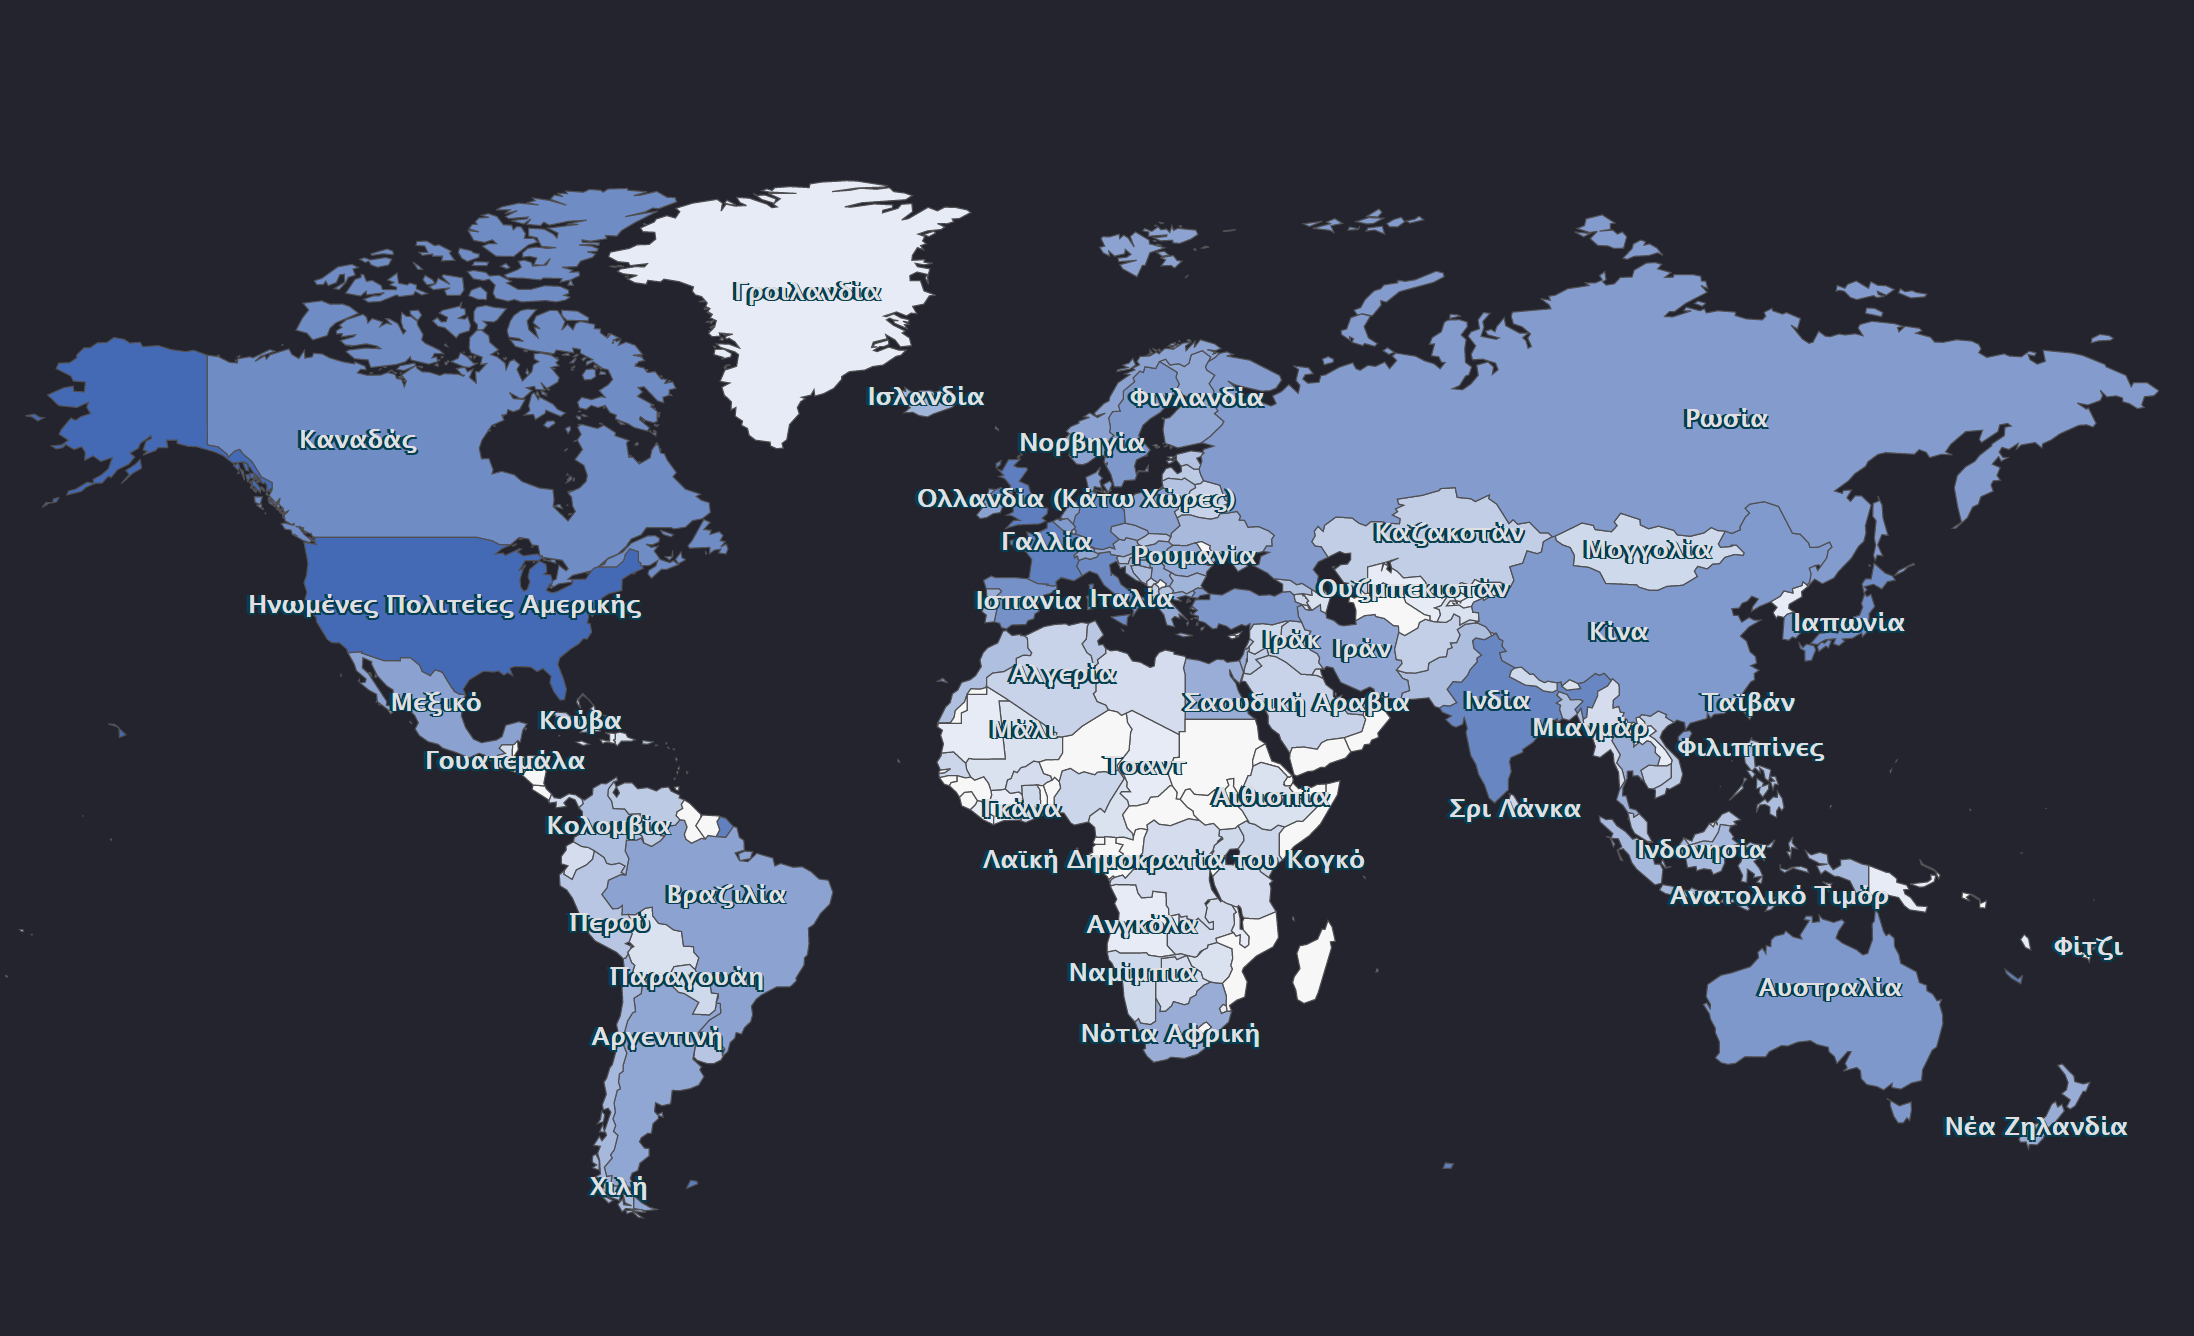 Γροιλανδία
Ισλανδία
Φινλανδία
Ρωσία
Καναδάς
Νορβηγία
Ολλανδία (Κάτω Χώρες)
Καζακστάν
Γαλλία
Μογγολία
Ρουμανία
Ουζμπεκιστάν
Ισπανία
Ιταλία
Ηνωμένες Πολιτείες Αμερικής
Ιαπωνία
Κίνα
Ιράκ
Ιράν
Αλγερία
Μεξικό
Σαουδική Αραβία
Ινδία
Ταϊβάν
Κούβα
Μάλι
Μιανμάρ
Φιλιππίνες
Γουατεμάλα
Τσαντ
Αιθιοπία
Γκάνα
Σρι Λάνκα
Κολομβία
Ινδονησία
Λαϊκή Δημοκρατία του Κογκό
Βραζιλία
Ανατολικό Τιμόρ
Περού
Ανγκόλα
Φίτζι
Ναμίμπια
Παραγουάη
Αυστραλία
Νότια Αφρική
Αργεντινή
Νέα Ζηλανδία
Χιλή